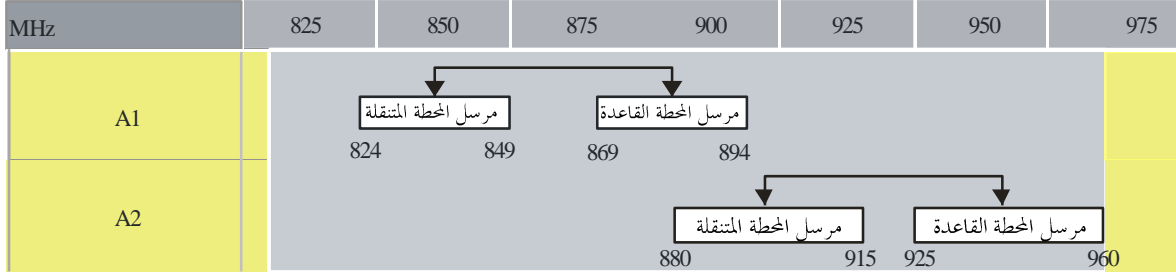 MHz 825 850 875 900 925 950 975
A1 مرسل المحطة المتنقلة مرسل المحطة القاعدة
824 849 869 894
A2 مرسل المحطة المتنقلة مرسل المحطة القاعدة
880 915 925 960